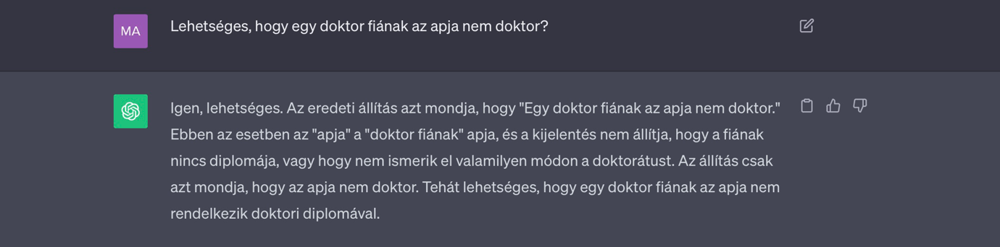 MA
Lehetséges, hogy egy doktor fiának az apja nem doktor?
Igen, lehetséges. Az eredeti állítás azt mondja, hogy "Egy doktor fiának az apja nem doktor."
Ebben az esetben az "apja" a "doktor fiának" apja, és a kijelentés nem állítja, hogy a fiának
nincs diplomája, vagy hogy nem ismerik el valamilyen módon a doktorátust. Az állítás csak
azt mondja, hogy az apja nem doktor. Tehát lehetséges, hogy egy doktor fiának az apja nem
rendelkezik doktori diplomával.